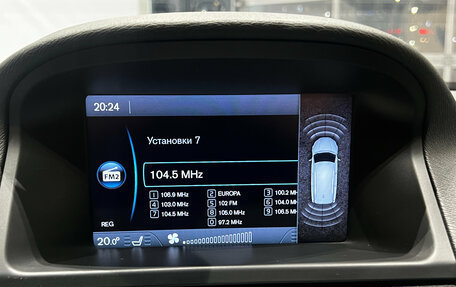 20:24
Установки 7
104.5 MHz
FM2
1 106.9 MHz 2 EUROPA 3 100.2 MHz
4 103.0 MHz 5 102 FM 6 104.0 MHz
7 104.5 MHz 8 105.0 MHz 9 106.5 MHz
0 97.2 MHz
REG
20.0°